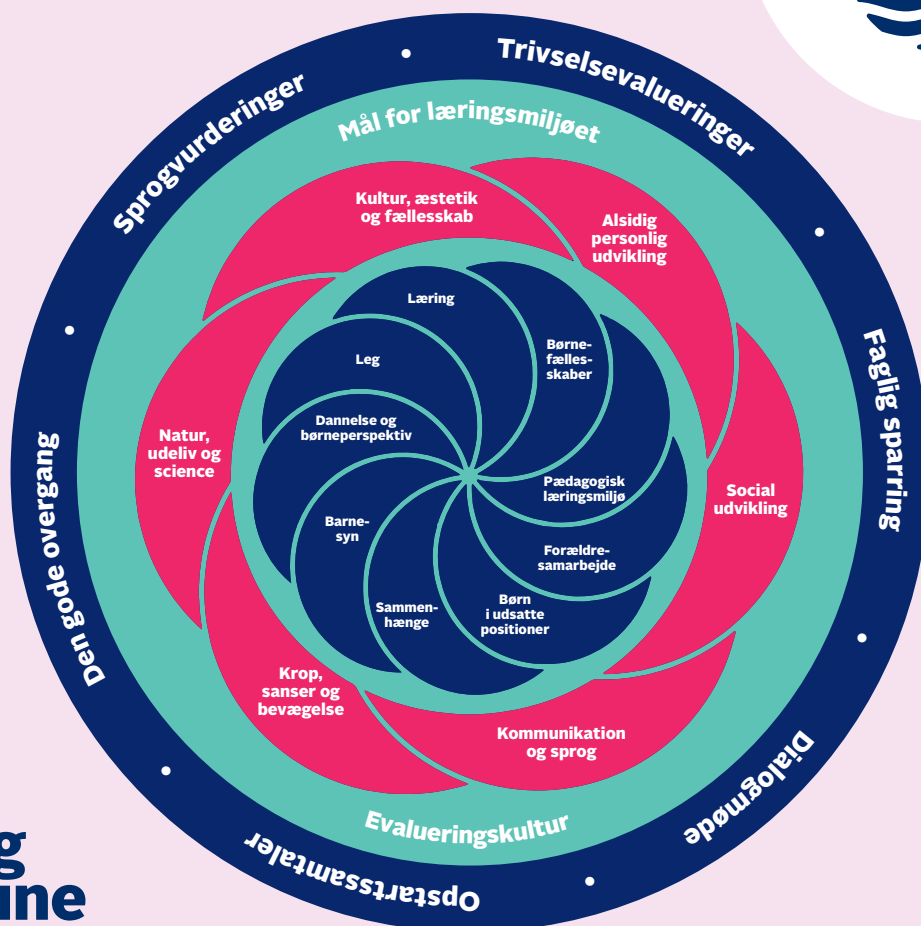 Trivselsevalueringer
Sprogvurderinger
Mål for læringsmiljøet
Kultur, æstetik
og fællesskab
Alsidig
personlig
udvikling
Læring
Børne-
fælles-
skaber
Leg
Faglig sparring
Dannelse og
børneperspektiv
Natur,
udeliv og
science
Den gode overgang
Pædagogisk
læringsmiljø
Social
udvikling
Barne-
syn
Forældre-
samarbejde
Børn
i udsatte
positioner
Sammen-
hænge
Krop,
sanser og
bevægelse
Kommunikation
og sprog
Dialogmøde
Evalueringskultur
Opstartssamtaler